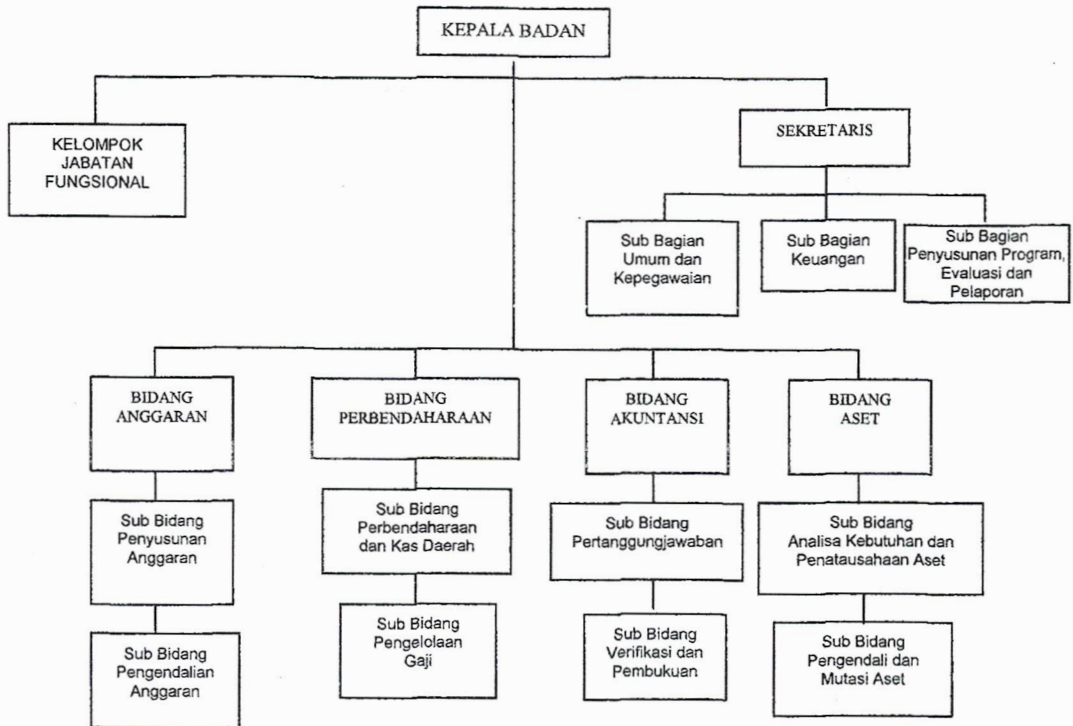 KEPALA BADAN
KELOMPOK
JABATAN
FUNGSIONAL
SEKRETARIS
Sub Bagian
Umum dan
Kepegawaian
Sub Bagian
Keuangan
Sub Bagian
Penyusunan Program,
Evaluasi dan
Pelaporan
BIDANG
ANGGARAN
BIDANG
PERBENDAHARAAN
BIDANG
AKUNTANSI
BIDANG
ASET
Sub Bidang
Penyusunan
Anggaran
Sub Bidang
Perbendaharaan
dan Kas Daerah
Sub Bidang
Pertanggungjawaban
Sub Bidang
Analisa Kebutuhan dan
Penatausahaan Aset
Sub Bidang
Pengendalian
Anggaran
Sub Bidang
Pengelolaan
Gaji
Sub Bidang
Verifikasi dan
Pembukuan
Sub Bidang
Pengendali dan
Mutasi Aset